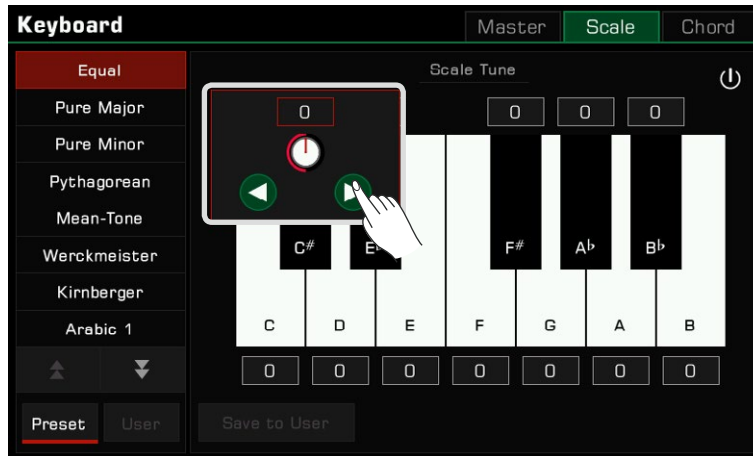 Keyboard
Master Scale Chord
Equal
Pure Major
Pure Minor
Pythagorean
Mean-Tone
Werckmeister
Kirnberger
Arabic 1
Preset User
Scale Tune
0
0 0 0
C# F# A♭ B♭
C D E F G A B
0 0 0 0 0 0 0
Save to User